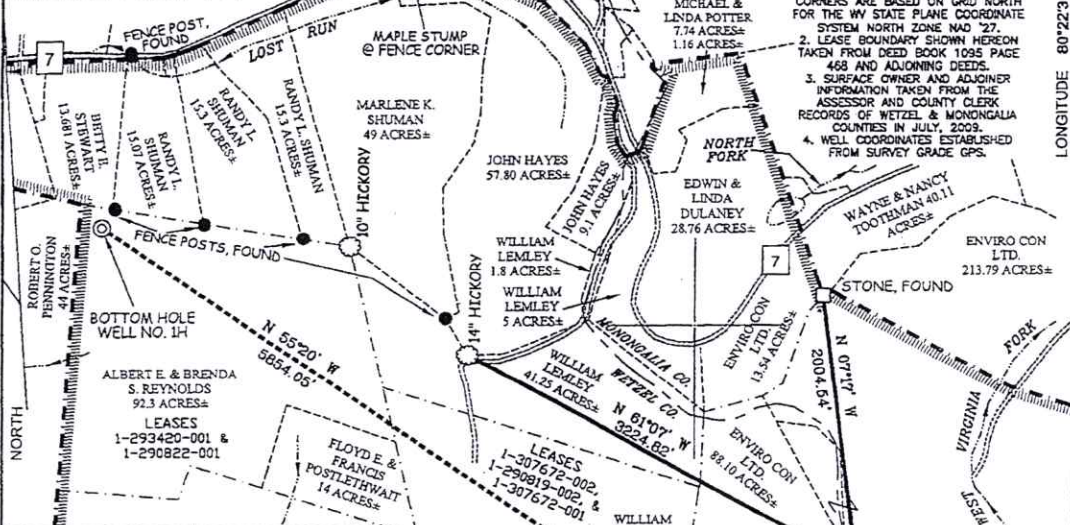 FENCE POST,
FOUND
7
LOST RUN
MAPLE STUMP
@ FENCE CORNER
MICHAEL &
LINDA POTTER
7.74 ACRES±
1.16 ACRES±
CORNERS ARE BASED ON GRID NORTH
FOR THE WV STATE PLANE COORDINATE
SYSTEM NORTH ZONE NAD '27.
2. LEASE BOUNDARY SHOWN HEREON
TAKEN FROM DEED BOOK 1095 PAGE
468 AND ADJOINING DEEDS.
3. SURFACE OWNER AND ADJOINER
INFORMATION TAKEN FROM THE
ASSESSOR AND COUNTY CLERK
RECORDS OF WETZEL & MONONGALIA
COUNTIES IN JULY, 2009.
4. WELL COORDINATES ESTABLISHED
FROM SURVEY GRADE GPS.
LONGITUDE 80°22'3
BETTY E.
STEWART
13.6817 ACRES±
RANDY L.
SHUMAN
15.07 ACRES±
RANDY L.
SHUMAN
15.3 ACRES±
RANDY L. SHUMAN
15.3 ACRES±
MARLENE K.
SHUMAN
49 ACRES±
10" HICKORY
JOHN HAYES
57.80 ACRES±
JOHN HAYES
9.1 ACRES±
NORTH
FORK
EDWIN &
LINDA
DULANEY
28.76 ACRES±
WAYNE & NANCY
TOOTHMAN 40.11
ACRES±
ENVIRO CON
LTD.
213.79 ACRES±
7
STONE, FOUND
FENCE POSTS, FOUND
WILLIAM
LEMLEY
1.8 ACRES±
WILLIAM
LEMLEY
5 ACRES±
14" HICKORY
ROBERT O.
PENNINGTON
44 ACRES±
BOTTOM HOLE
WELL NO. 1H
N 55°20' W
5854.05'
MONONGALIA CO.
WETZEL CO.
ENVIRO CON
LTD.
13.54 ACRES±
N 07°17' W
2004.54'
FORK
VIRGINIA
WEST
ALBERT E. & BRENDA
S. REYNOLDS
92.3 ACRES±
LEASES
1-293420-001 &
1-290822-001
NORTH
WILLIAM
LEMLEY
41.25 ACRES±
N 61°07' W
3224.82'
FLOYD E. &
FRANCIS
POSTLETHWAIT
14 ACRES±
LEASES
1-307672-002,
1-290819-002, &
1-307672-001
ENVIRO CON
LTD.
88.10 ACRES±
WILLIAM